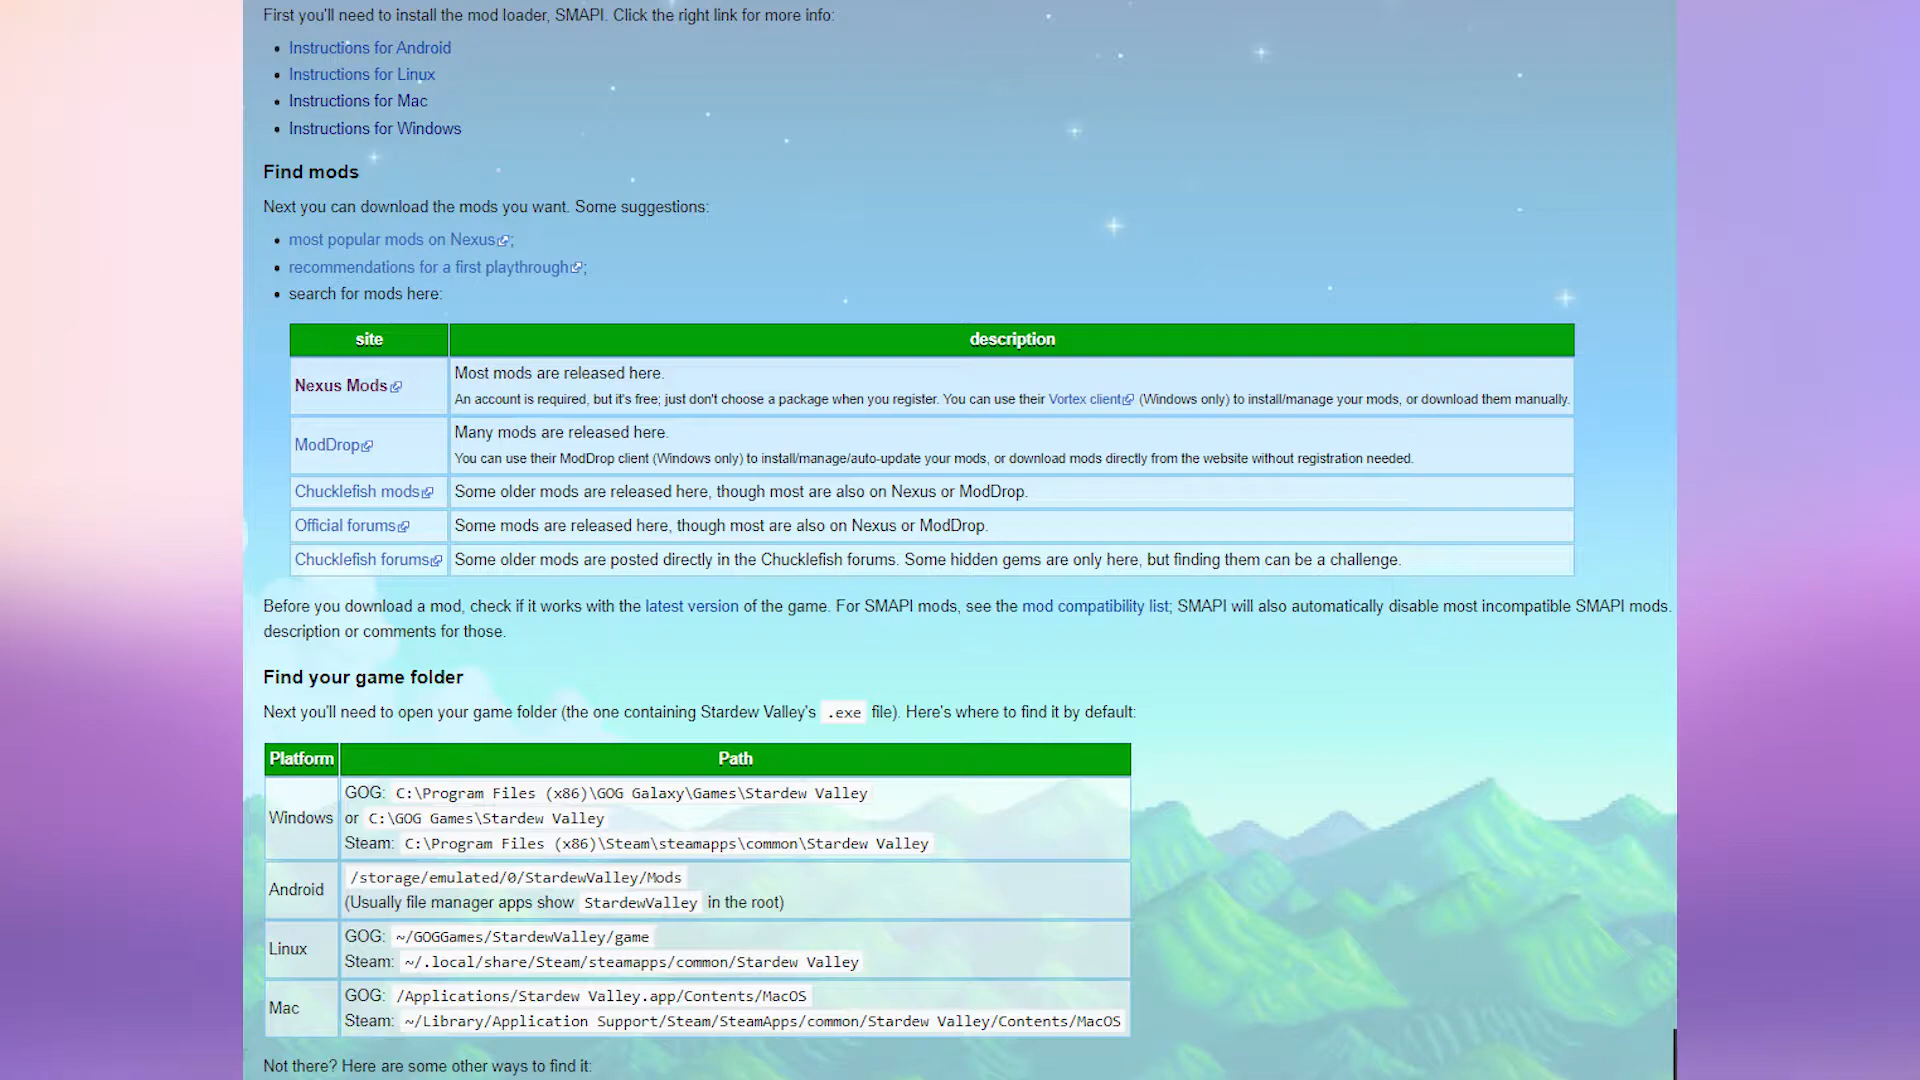 First you'll need to install the mod loader, SMAPI. Click the right link for more info:
Instructions for Android
Instructions for Linux
Instructions for Mac
Instructions for Windows
Find mods
Next you can download the mods you want. Some suggestions:
most popular mods on Nexus;
recommendations for a first playthrough;
search for mods here:
site description
Nexus Mods Most mods are released here.
An account is required, but it's free; just don't choose a package when you register. You can use their Vortex client (Windows only) to install/manage your mods, or download them manually.
ModDrop Many mods are released here.
You can use their ModDrop client (Windows only) to install/manage/auto-update your mods, or download mods directly from the website without registration needed.
Chucklefish mods Some older mods are released here, though most are also on Nexus or ModDrop.
Official forums Some mods are released here, though most are also on Nexus or ModDrop.
Chucklefish forums Some older mods are posted directly in the Chucklefish forums. Some hidden gems are only here, but finding them can be a challenge.
Before you download a mod, check if it works with the latest version of the game. For SMAPI mods, see the mod compatibility list; SMAPI will also automatically disable most incompatible SMAPI mods.
description or comments for those.
Find your game folder
Next you'll need to open your game folder (the one containing Stardew Valley's .exe file). Here's where to find it by default:
Platform Path
Windows GOG: C:\Program Files (x86)\GOG Galaxy\Games\Stardew Valley
or C:\GOG Games\Stardew Valley
Steam: C:\Program Files (x86)\Steam\steamapps\common\Stardew Valley
Android /storage/emulated/0/StardewValley/Mods
(Usually file manager apps show StardewValley in the root)
Linux GOG: ~/GOGGames/StardewValley/game
Steam: ~/.local/share/Steam/steamapps/common/Stardew Valley
Mac GOG: /Applications/Stardew Valley.app/Contents/MacOS
Steam: ~/Library/Application Support/Steam/SteamApps/common/Stardew Valley/Contents/MacOS
Not there? Here are some other ways to find it: